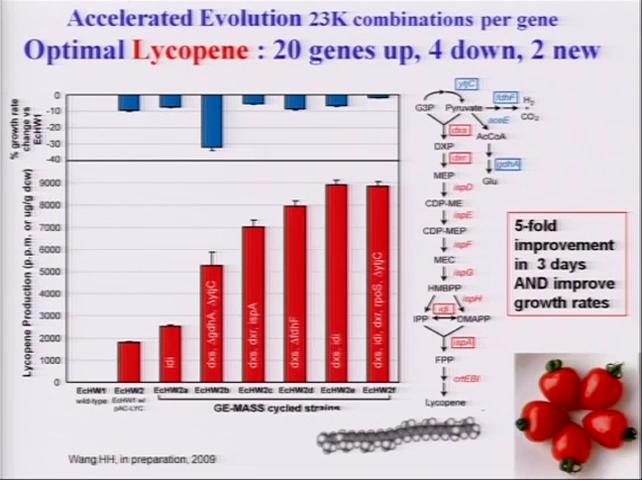 Accelerated Evolution 23K combinations per gene
Optimal Lycopene : 20 genes up, 4 down, 2 new
% growth rate
change vs
EcHW1
0
-10
-20
-30
-40
Lycopene Production (p.p.m. or ug/g dcw)
9000
8000
7000
6000
5000
4000
3000
2000
1000
0
idi
dxs, ΔgdhA, ΔytjC
dxs, dxr, ispA
dxs, ΔfdhF
dxs, idi
dxs, idi, dxr, rpoS, ΔytjC
EcHW1 EcHW2 EcHW2a EcHW2b EcHW2c EcHW2d EcHW2e EcHW2f
wild-type EcHW1 w/
pAC-LYC
GE-MASS cycled strains
ytjC
G3P Pyruvate fdhF H2
CO2
aceE
dxs AcCoA
DXP
dxr gdhA
MEP
Glu
ispD
CDP-ME
ispE
CDP-MEP
ispF
MEC
ispG
HMBPP
ispH
idi
IPP DMAPP
ispA
FPP
crtEBI
Lycopene
5-fold
improvement
in 3 days
AND improve
growth rates
Wang HH, in preparation, 2009